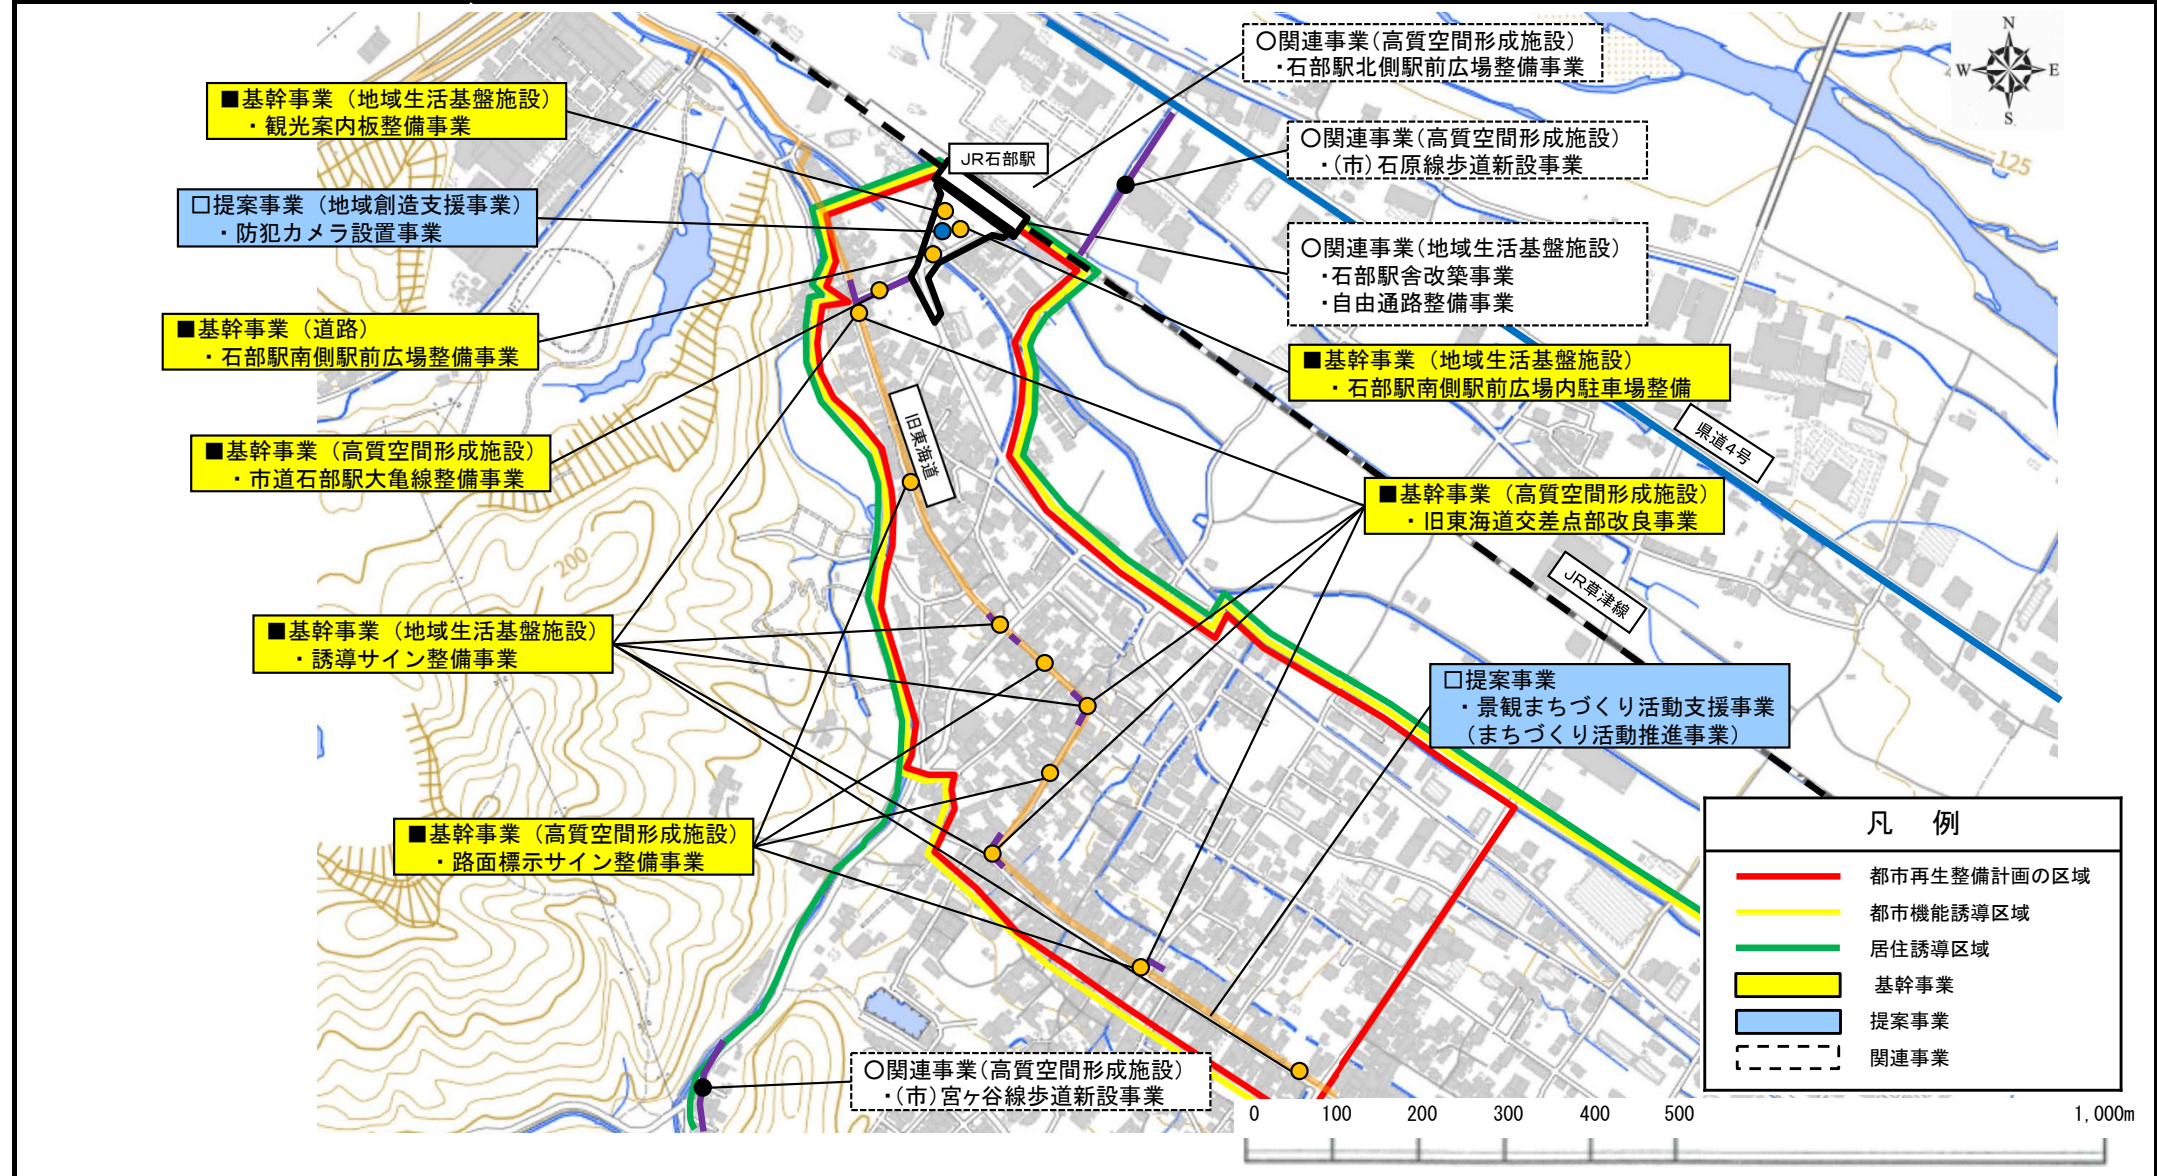 〇関連事業(高質空間形成施設)
・石部駅北側駅前広場整備事業
N
W
E
S
■基幹事業（地域生活基盤施設）
・観光案内板整備事業
JR石部駅
〇関連事業(高質空間形成施設)
・(市)石原線歩道新設事業
125
□提案事業（地域創造支援事業）
・防犯カメラ設置事業
〇関連事業(地域生活基盤施設)
・石部駅舎改築事業
・自由通路整備事業
■基幹事業（道路）
・石部駅南側駅前広場整備事業
■基幹事業（地域生活基盤施設）
・石部駅南側駅前広場内駐車場整備
旧東海道
県道4号
■基幹事業（高質空間形成施設）
・市道石部駅大亀線整備事業
■基幹事業（高質空間形成施設）
・旧東海道交差点部改良事業
200
JR草津線
■基幹事業（地域生活基盤施設）
・誘導サイン整備事業
□提案事業
・景観まちづくり活動支援事業
（まちづくり活動推進事業）
■基幹事業（高質空間形成施設）
・路面標示サイン整備事業
凡　例
都市再生整備計画の区域
都市機能誘導区域
居住誘導区域
基幹事業
提案事業
関連事業
〇関連事業(高質空間形成施設)
・(市)宮ヶ谷線歩道新設事業
0 100 200 300 400 500 1,000m